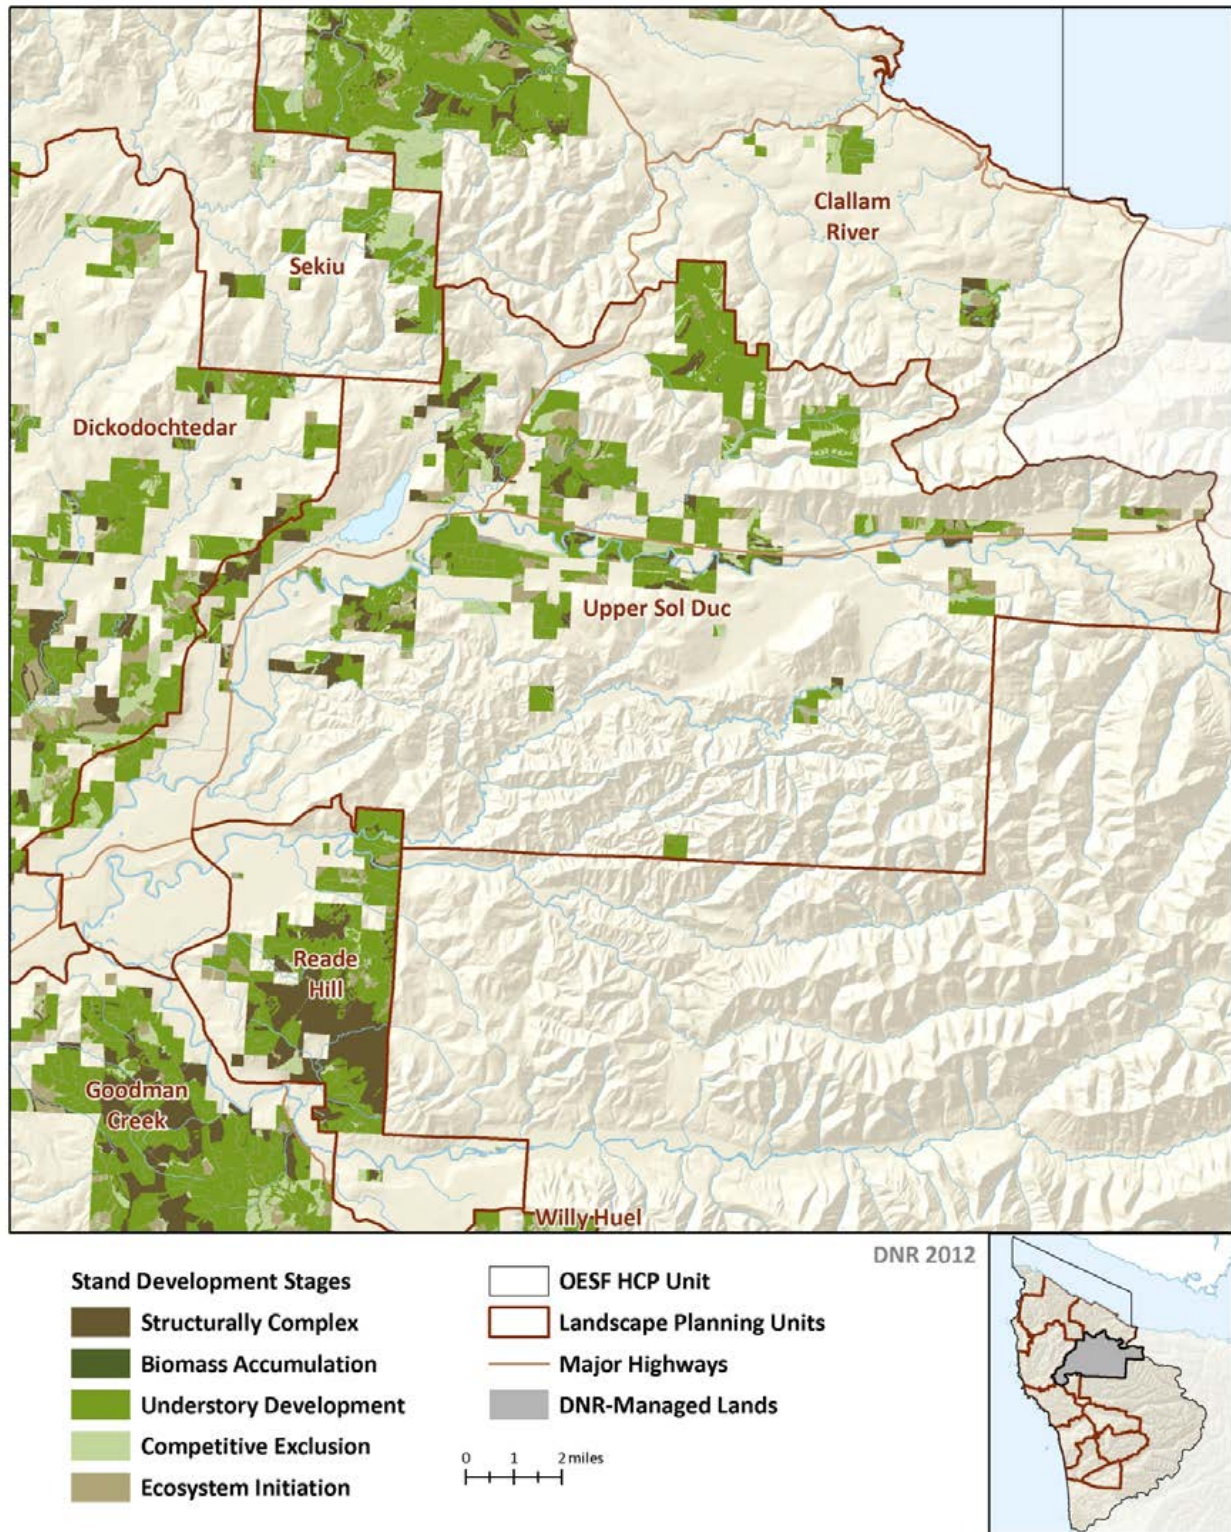 Clallam
River
Sekiu
Dickodochtedar
Upper Sol Duc
Reade
Hill
Goodman
Creek
Willy Huel
DNR 2012
Stand Development Stages
Structurally Complex
Biomass Accumulation
Understory Development
Competitive Exclusion
Ecosystem Initiation
OESF HCP Unit
Landscape Planning Units
Major Highways
DNR-Managed Lands
0 1 2 miles